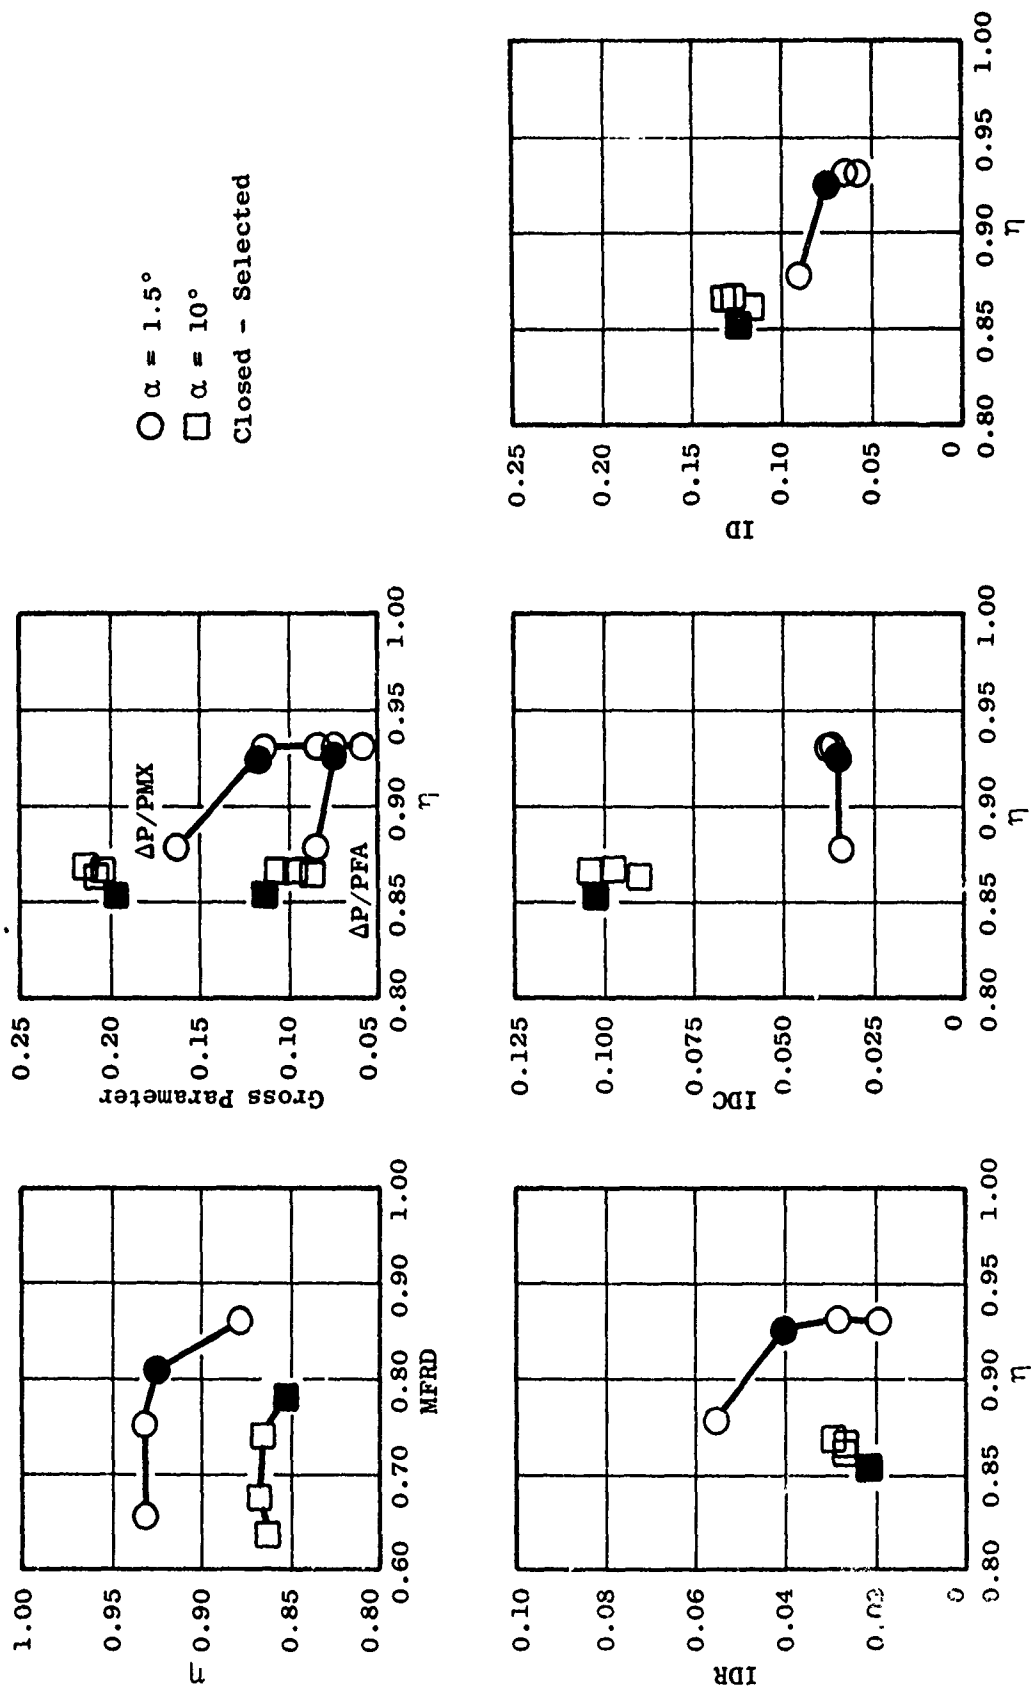 ○ α = 1.5°
□ α = 10°
Closed - Selected
1.00
0.95
η 0.90
0.85
0.80
0.60 0.70 0.80 0.90 1.00
MFRD
0.25
0.20
0.15
0.10
0.05
Gross Parameter
ΔP/PMX
ΔP/PFA
0.80 0.85 0.90 0.95 1.00
η
0.10
0.08
0.06
0.04
IDR
0.80 0.85 0.90 0.95 1.00
η
0.125
0.100
0.075
0.050
0.025
0
IDC
0.80 0.85 0.90 0.95 1.00
η
0.25
0.20
0.15
0.10
0.05
0
ID
0.80 0.85 0.90 0.95 1.00
η